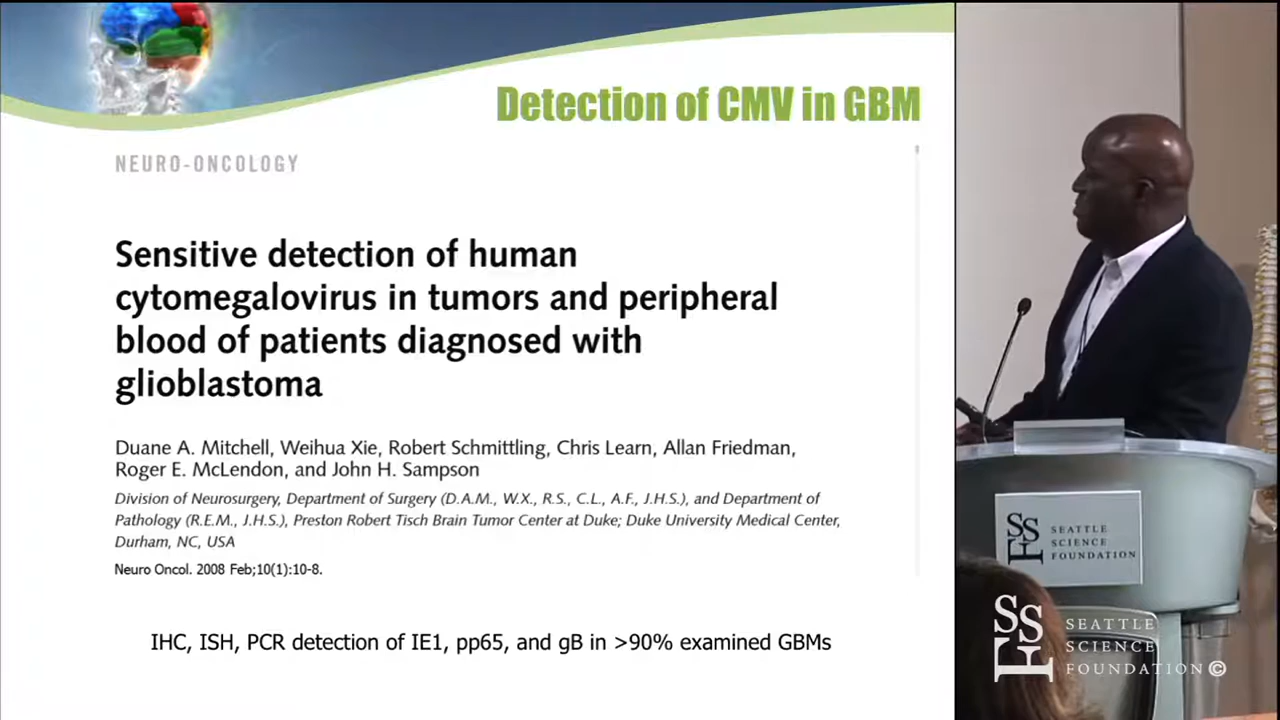 Detection of CMV in GBM
NEURO-ONCOLOGY
Sensitive detection of human
cytomegalovirus in tumors and peripheral
blood of patients diagnosed with
glioblastoma
Duane A. Mitchell, Weihua Xie, Robert Schmittling, Chris Learn, Allan Friedman,
Roger E. McLendon, and John H. Sampson
Division of Neurosurgery, Department of Surgery (D.A.M., W.X., R.S., C.L., A.F., J.H.S.), and Department of
Pathology (R.E.M., J.H.S.), Preston Robert Tisch Brain Tumor Center at Duke; Duke University Medical Center,
Durham, NC, USA
Neuro Oncol. 2008 Feb;10(1):10-8.
IHC, ISH, PCR detection of IE1, pp65, and gB in >90% examined GBMs
SSF
SEATTLE
SCIENCE
FOUNDATION
SSF
SEATTLE
SCIENCE
FOUNDATION©